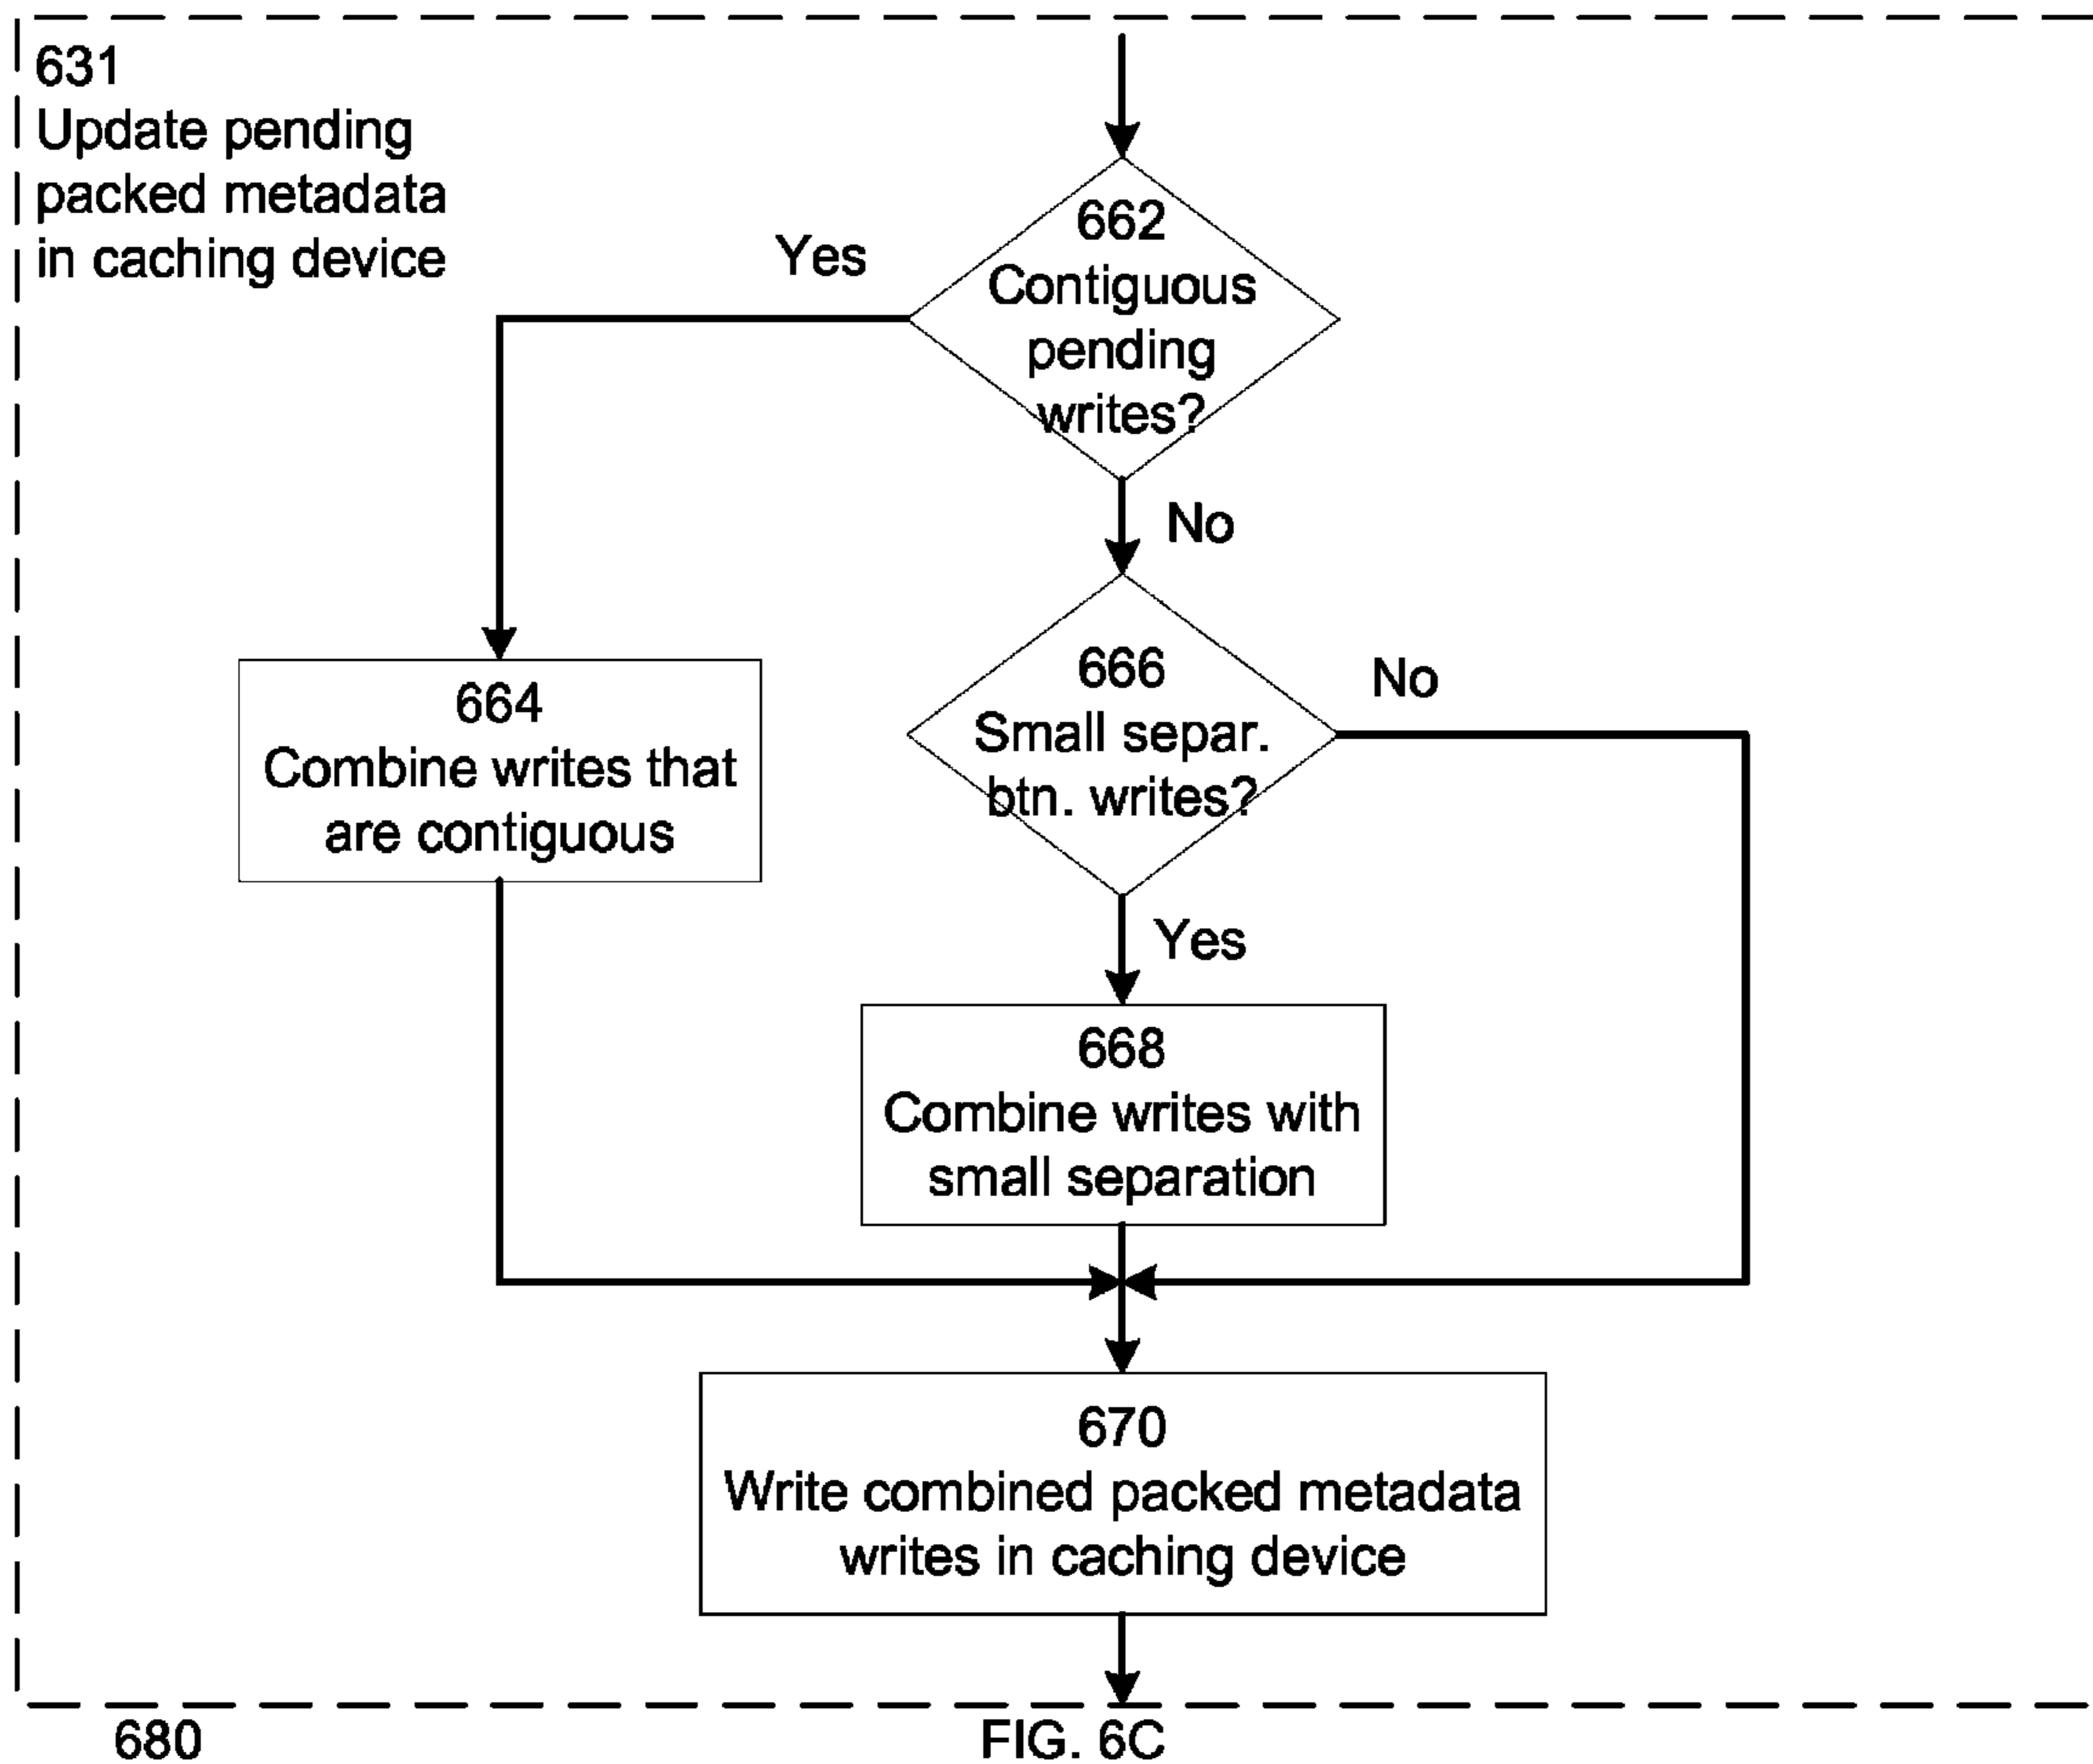 631
Update pending
packed metadata
in caching device
662
Contiguous
pending
writes?
Yes
No
664
Combine writes that
are contiguous
666
Small separ.
btn. writes?
No
Yes
668
Combine writes with
small separation
670
Write combined packed metadata
writes in caching device
680
FIG. 6C